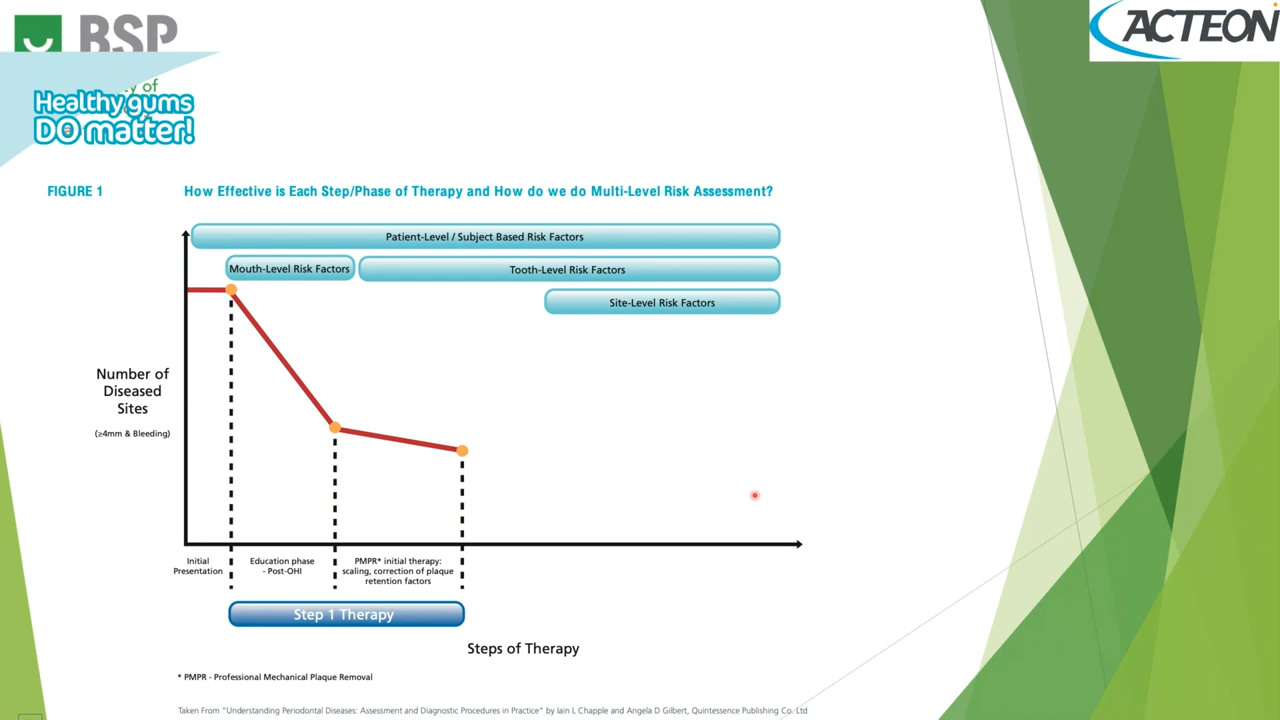 BSP
ty of
Healthy gums
DO matter!
ACTEON
FIGURE 1
How Effective is Each Step/Phase of Therapy and How do we do Multi-Level Risk Assessment?
Patient-Level / Subject Based Risk Factors
Mouth-Level Risk Factors
Tooth-Level Risk Factors
Site-Level Risk Factors
Number of
Diseased
Sites
(≥4mm & Bleeding)
Initial
Presentation
Education phase
- Post-OHI
PMPR* initial therapy:
scaling, correction of plaque
retention factors
Step 1 Therapy
Steps of Therapy
* PMPR - Professional Mechanical Plaque Removal
Taken From "Understanding Periodontal Diseases: Assessment and Diagnostic Procedures in Practice" by Iain L Chapple and Angela D Gilbert, Quintessence Publishing Co. Ltd